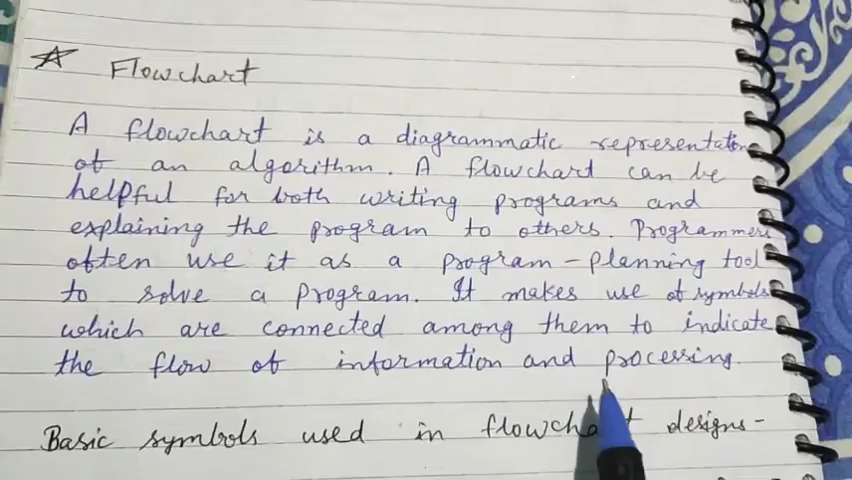 ☆ Flowchart
A flowchart is a diagrammatic representation
of an algorithm. A flowchart can be
helpful for both writing programs and
explaining the program to others. Programmers
often use it as a program-planning tool
to solve a program. It makes use of symbols
which are connected among them to indicate
the flow of information and processing.
Basic symbols used in flowchart designs-